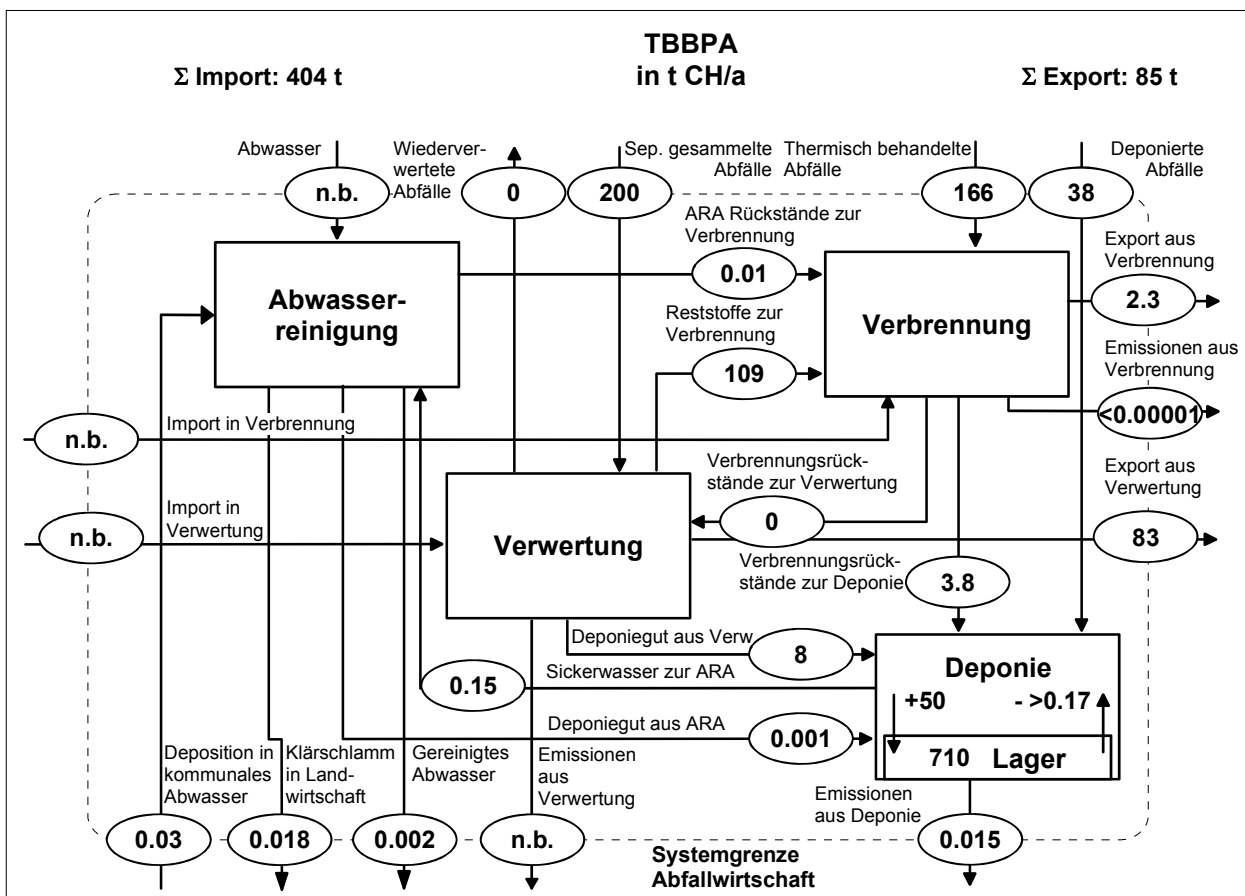 TBBPA
in t CH/a
Σ Import: 404 t
Σ Export: 85 t
Abwasser
n.b.
Wiederver-
wertete
Abfälle
0
Sep. gesammelte
Abfälle
200
Thermisch behandelte
Abfälle
166
38
Deponierte
Abfälle
ARA Rückstände zur
Verbrennung
0.01
Abwasser-
reinigung
Reststoffe zur
Verbrennung
109
Verbrennung
Export aus
Verbrennung
2.3
Emissionen aus
Verbrennung
<0.00001
n.b.
Import in Verbrennung
Import in
Verwertung
n.b.
Verwertung
Verbrennungsrück-
stände zur Verwertung
0
Export aus
Verwertung
83
Verbrennungsrück-
stände zur Deponie
3.8
Deponiegut aus Verw.
8
Sickerwasser zur ARA
0.15
Deponiegut aus ARA
0.001
Deponie
+50
- >0.17
710
Lager
Deposition in
kommunales
Abwasser
0.03
Klärschlamm
in Land-
wirtschaft
0.018
Gereinigtes
Abwasser
0.002
Emissionen
aus
Verwertung
n.b.
Emissionen
aus Deponie
0.015
Systemgrenze
Abfallwirtschaft